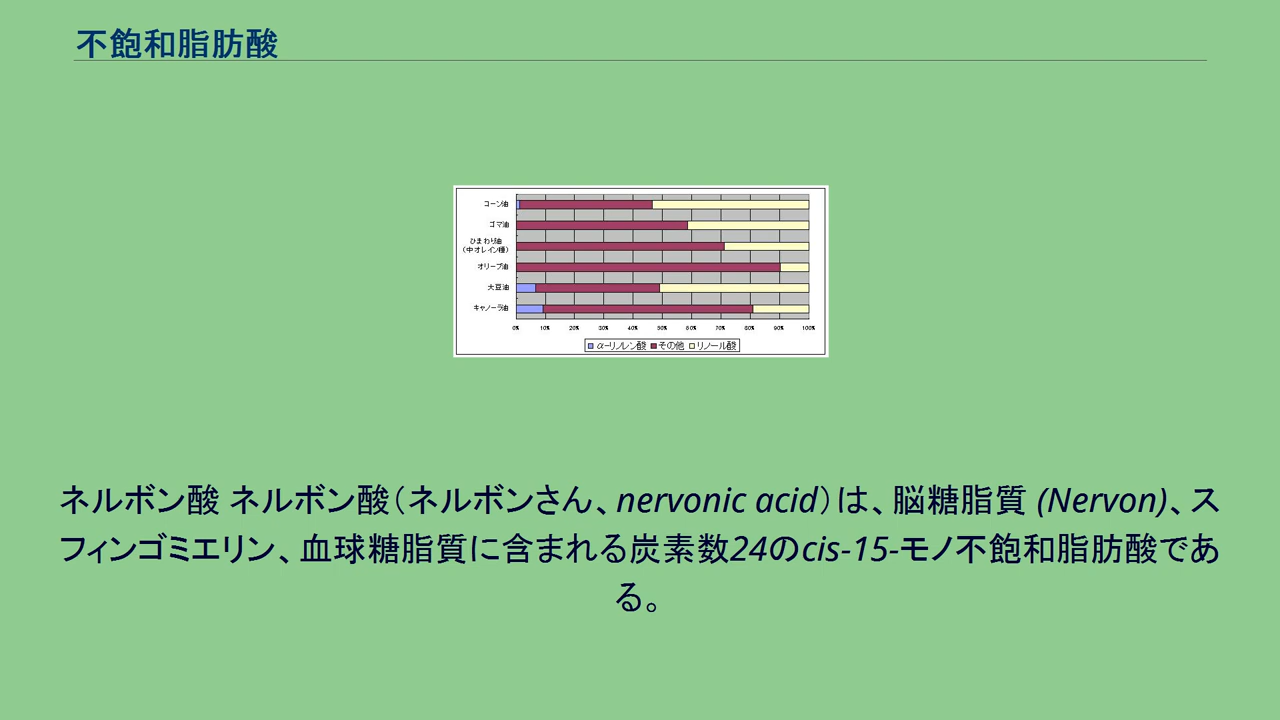 不飽和脂肪酸
コーン油
ゴマ油
ひまわり油
（中オレイン種）
オリーブ油
大豆油
キャノーラ油
0% 10% 20% 30% 40% 50% 60% 70% 80% 90% 100%
α-リノレン酸 その他 リノール酸
ネルボン酸 ネルボン酸（ネルボンさん、nervonic acid）は、脳糖脂質 (Nervon)、ス
フィンゴミエリン、血球糖脂質に含まれる炭素数24のcis-15-モノ不飽和脂肪酸であ
る。